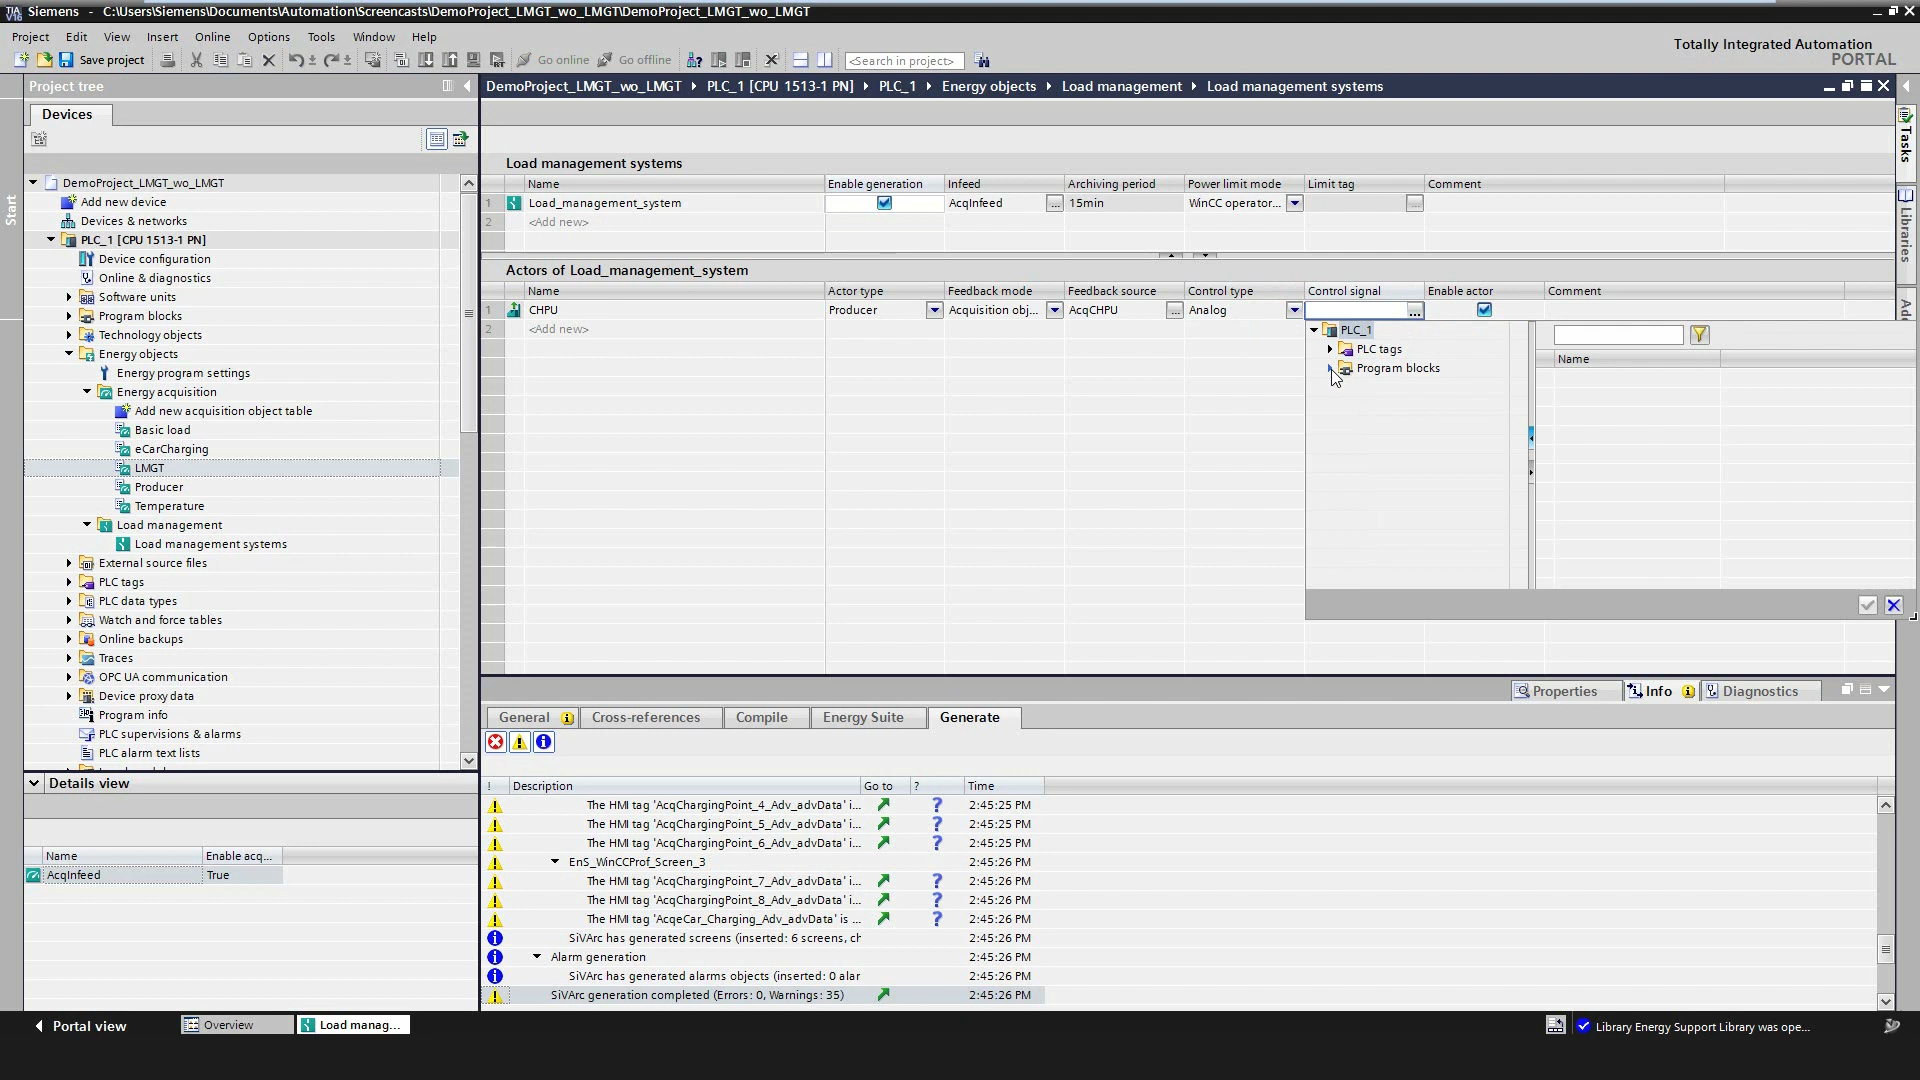 Siemens - C:\Users\Siemens\Documents\Automation\Screencasts\DemoProject_LMGT_wo_LMGT\DemoProject_LMGT_wo_LMGT
Project Edit View Insert Online Options Tools Window Help
Save project Go online Go offline <Search in project>
Totally Integrated Automation
PORTAL
Project tree
DemoProject_LMGT_wo_LMGT PLC_1 [CPU 1513-1 PN] PLC_1 Energy objects Load management Load management systems
Devices
Start
DemoProject_LMGT_wo_LMGT
Add new device
Devices & networks
PLC_1 [CPU 1513-1 PN]
Device configuration
Online & diagnostics
Software units
Program blocks
Technology objects
Energy objects
Energy program settings
Energy acquisition
Add new acquisition object table
Basic load
eCarCharging
LMGT
Producer
Temperature
Load management
Load management systems
External source files
PLC tags
PLC data types
Watch and force tables
Online backups
Traces
OPC UA communication
Device proxy data
Program info
PLC supervisions & alarms
PLC alarm text lists
Details view
Name Enable acq...
AcqInfeed True
Load management systems
Name Enable generation Infeed Archiving period Power limit mode Limit tag Comment
1 Load_management_system AcqInfeed ... 15min WinCC operator... ...
2 <Add new>
Actors of Load_management_system
Name Actor type Feedback mode Feedback source Control type Control signal Enable actor Comment
1 CHPU Producer Acquisition obj... AcqCHPU ... Analog ...
2 <Add new>
PLC_1
PLC tags
Program blocks
Name
Tasks
Libraries
Properties Info Diagnostics
General Cross-references Compile Energy Suite Generate
! Description Go to ? Time
The HMI tag 'AcqChargingPoint_4_Adv_advData' i... ? 2:45:25 PM
The HMI tag 'AcqChargingPoint_5_Adv_advData' i... ? 2:45:25 PM
The HMI tag 'AcqChargingPoint_6_Adv_advData' i... ? 2:45:25 PM
EnS_WinCCProf_Screen_3 2:45:26 PM
The HMI tag 'AcqChargingPoint_7_Adv_advData' i... ? 2:45:26 PM
The HMI tag 'AcqChargingPoint_8_Adv_advData' i... ? 2:45:26 PM
The HMI tag 'AcqeCar_Charging_Adv_advData' is ... ? 2:45:26 PM
SiVArc has generated screens (inserted: 6 screens, ch 2:45:26 PM
Alarm generation 2:45:26 PM
SiVArc has generated alarms objects (inserted: 0 alar 2:45:26 PM
SiVArc generation completed (Errors: 0, Warnings: 35) 2:45:26 PM
Portal view Overview Load manag... Library Energy Support Library was ope...